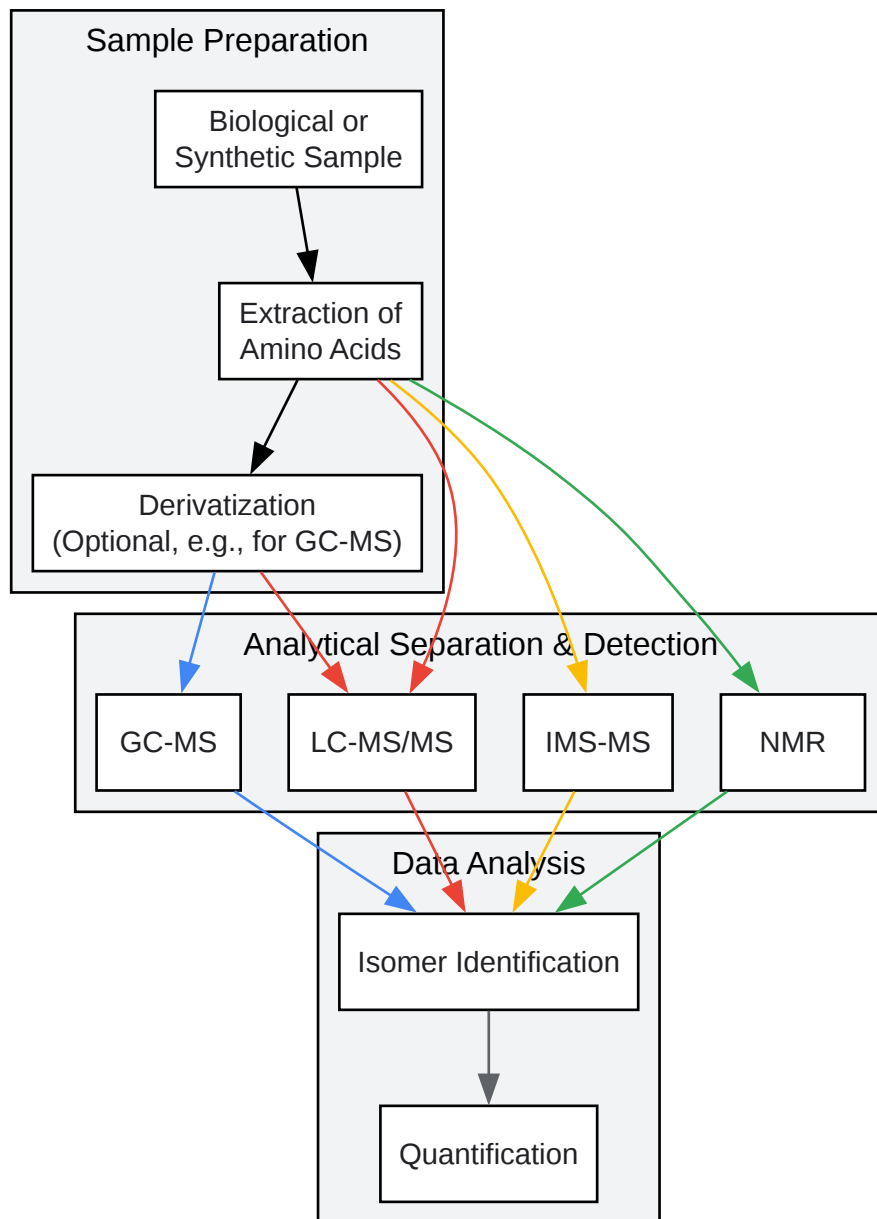 Sample Preparation
Biological or
Synthetic Sample
Extraction of
Amino Acids
Derivatization
(Optional, e.g., for GC-MS)
Analytical Separation & Detection
GC-MS
LC-MS/MS
IMS-MS
NMR
Data Analysis
Isomer Identification
Quantification